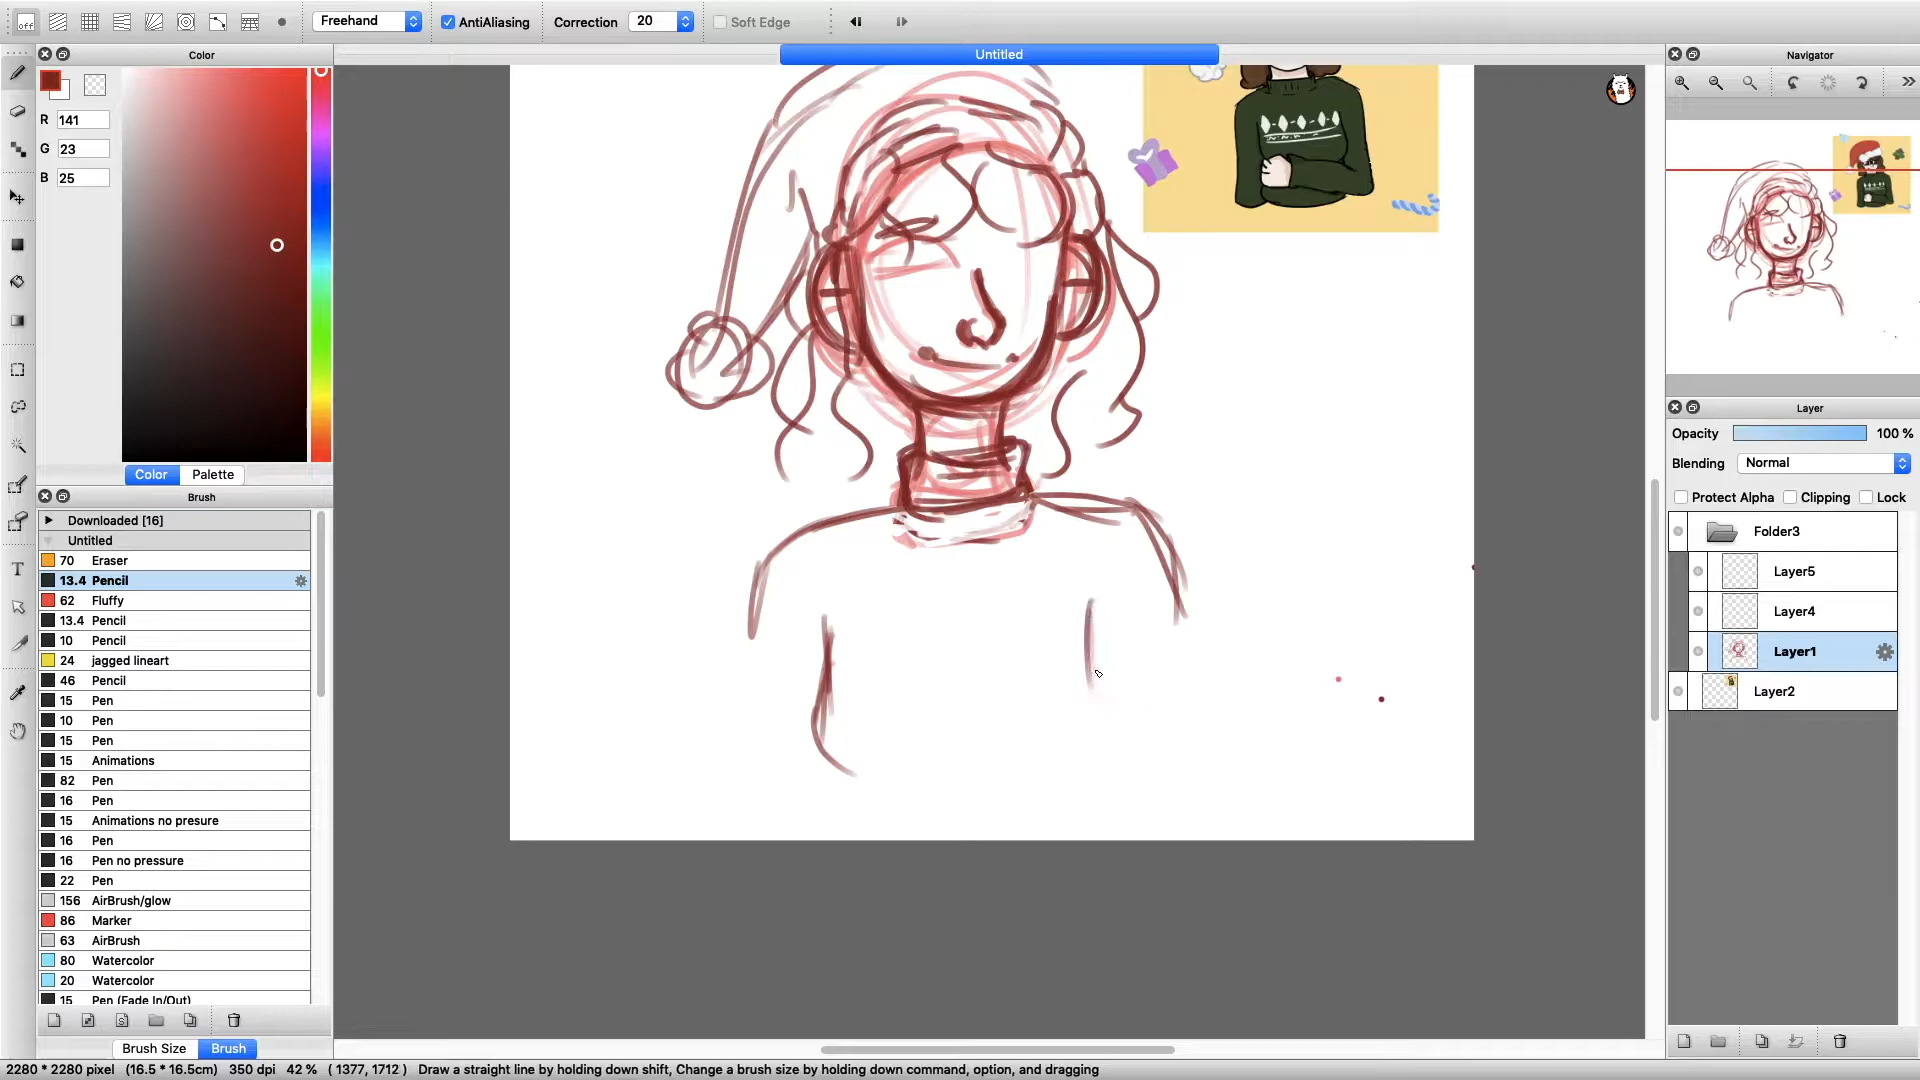 off Freehand AntiAliasing Correction 20 Soft Edge
Color
Untitled
Navigator
R 141
G 23
B 25
Color Palette
Brush
Downloaded [16]
Untitled
70 Eraser
13.4 Pencil
62 Fluffy
13.4 Pencil
10 Pencil
24 jagged lineart
46 Pencil
15 Pen
10 Pen
15 Pen
15 Animations
82 Pen
16 Pen
15 Animations no presure
16 Pen
16 Pen no pressure
22 Pen
156 AirBrush/glow
86 Marker
63 AirBrush
80 Watercolor
20 Watercolor
15 Pen (Fade In/Out)
Brush Size Brush
Layer
Opacity 100 %
Blending Normal
Protect Alpha Clipping Lock
Folder3
Layer5
Layer4
Layer1
Layer2
2280 * 2280 pixel (16.5 * 16.5cm) 350 dpi 42 % ( 1377, 1712 ) Draw a straight line by holding down shift, Change a brush size by holding down command, option, and dragging